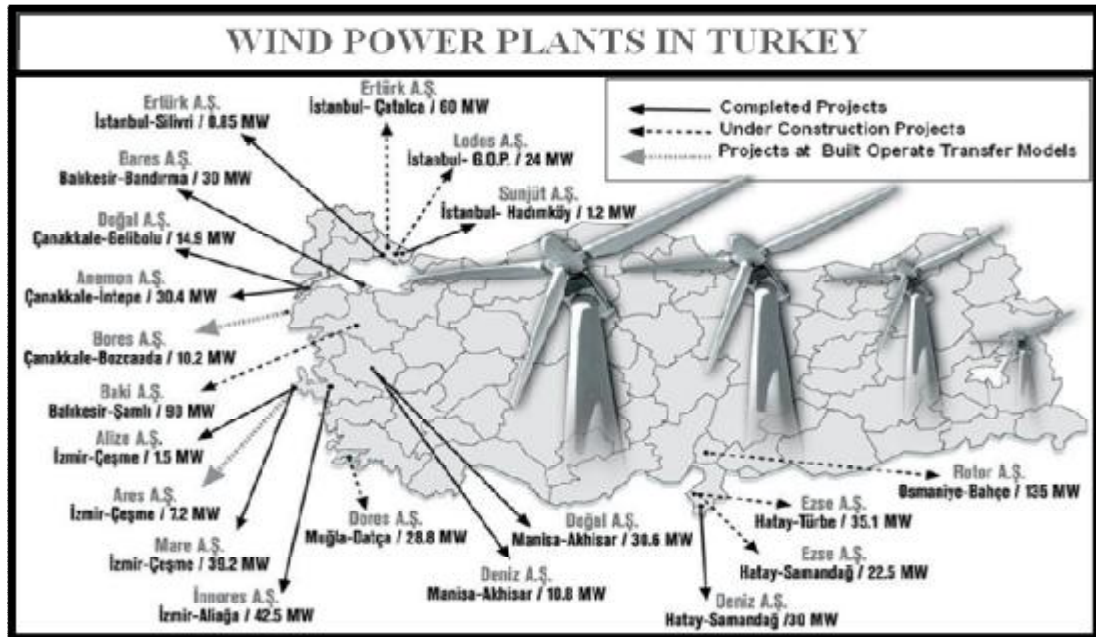 WIND POWER PLANTS IN TURKEY
Ertürk A.Ş.
İstanbul- Çatalca / 60 MW
Ertürk A.Ş.
İstanbul-Silivri / 0.85 MW
Lodos A.Ş.
İstanbul- G.O.P. / 24 MW
Bares A.Ş.
Balıkesir-Bandırma / 30 MW
Sunjüt A.Ş.
İstanbul- Hadımköy / 1.2 MW
Completed Projects
Under Construction Projects
Projects at Built Operate Transfer Models
Doğal A.Ş.
Çanakkale-Gelibolu / 14.9 MW
Anemon A.Ş.
Çanakkale-İntepe / 30.4 MW
Bores A.Ş.
Çanakkale-Bozcaada / 10.2 MW
Baki A.Ş.
Balıkesir-Şamlı / 90 MW
Alize A.Ş.
İzmir-Çeşme / 1.5 MW
Ares A.Ş.
İzmir-Çeşme / 7.2 MW
Mare A.Ş.
İzmir-Çeşme / 39.2 MW
İnnores A.Ş.
İzmir-Aliağa / 42.5 MW
Dores A.Ş.
Muğla-Datça / 28.8 MW
Doğal A.Ş.
Manisa-Akhisar / 30.6 MW
Deniz A.Ş.
Manisa-Akhisar / 10.8 MW
Rotor A.Ş.
Osmaniye-Bahçe / 135 MW
Ezse A.Ş.
Hatay-Türbe / 35.1 MW
Ezse A.Ş.
Hatay-Samandağ / 22.5 MW
Deniz A.Ş.
Hatay-Samandağ /30 MW